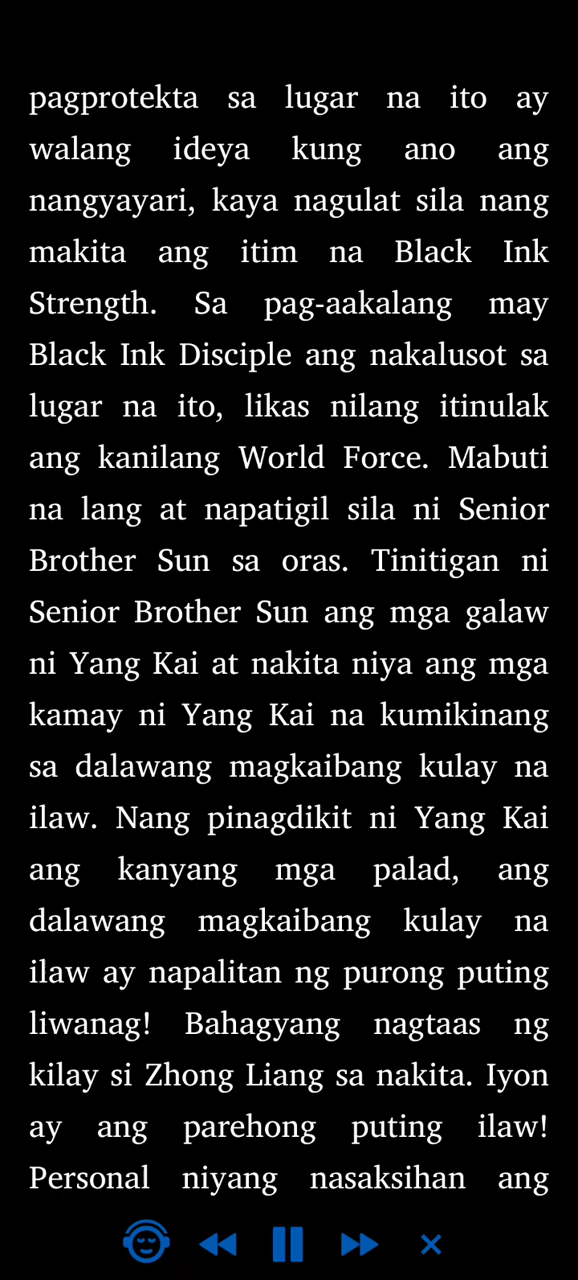 pagprotekta sa lugar na ito ay
walang ideya kung ano ang
nangyayari, kaya nagulat sila nang
makita ang itim na Black Ink
Strength. Sa pag-aakalang may
Black Ink Disciple ang nakalusot sa
lugar na ito, likas nilang itinulak
ang kanilang World Force. Mabuti
na lang at napatigil sila ni Senior
Brother Sun sa oras. Tinitigan ni
Senior Brother Sun ang mga galaw
ni Yang Kai at nakita niya ang mga
kamay ni Yang Kai na kumikinang
sa dalawang magkaibang kulay na
ilaw. Nang pinagdikit ni Yang Kai
ang kanyang mga palad, ang
dalawang magkaibang kulay na
ilaw ay napalitan ng purong puting
liwanag! Bahagyang nagtaas ng
kilay si Zhong Liang sa nakita. Iyon
ay ang parehong puting ilaw!
Personal niyang nasaksihan ang